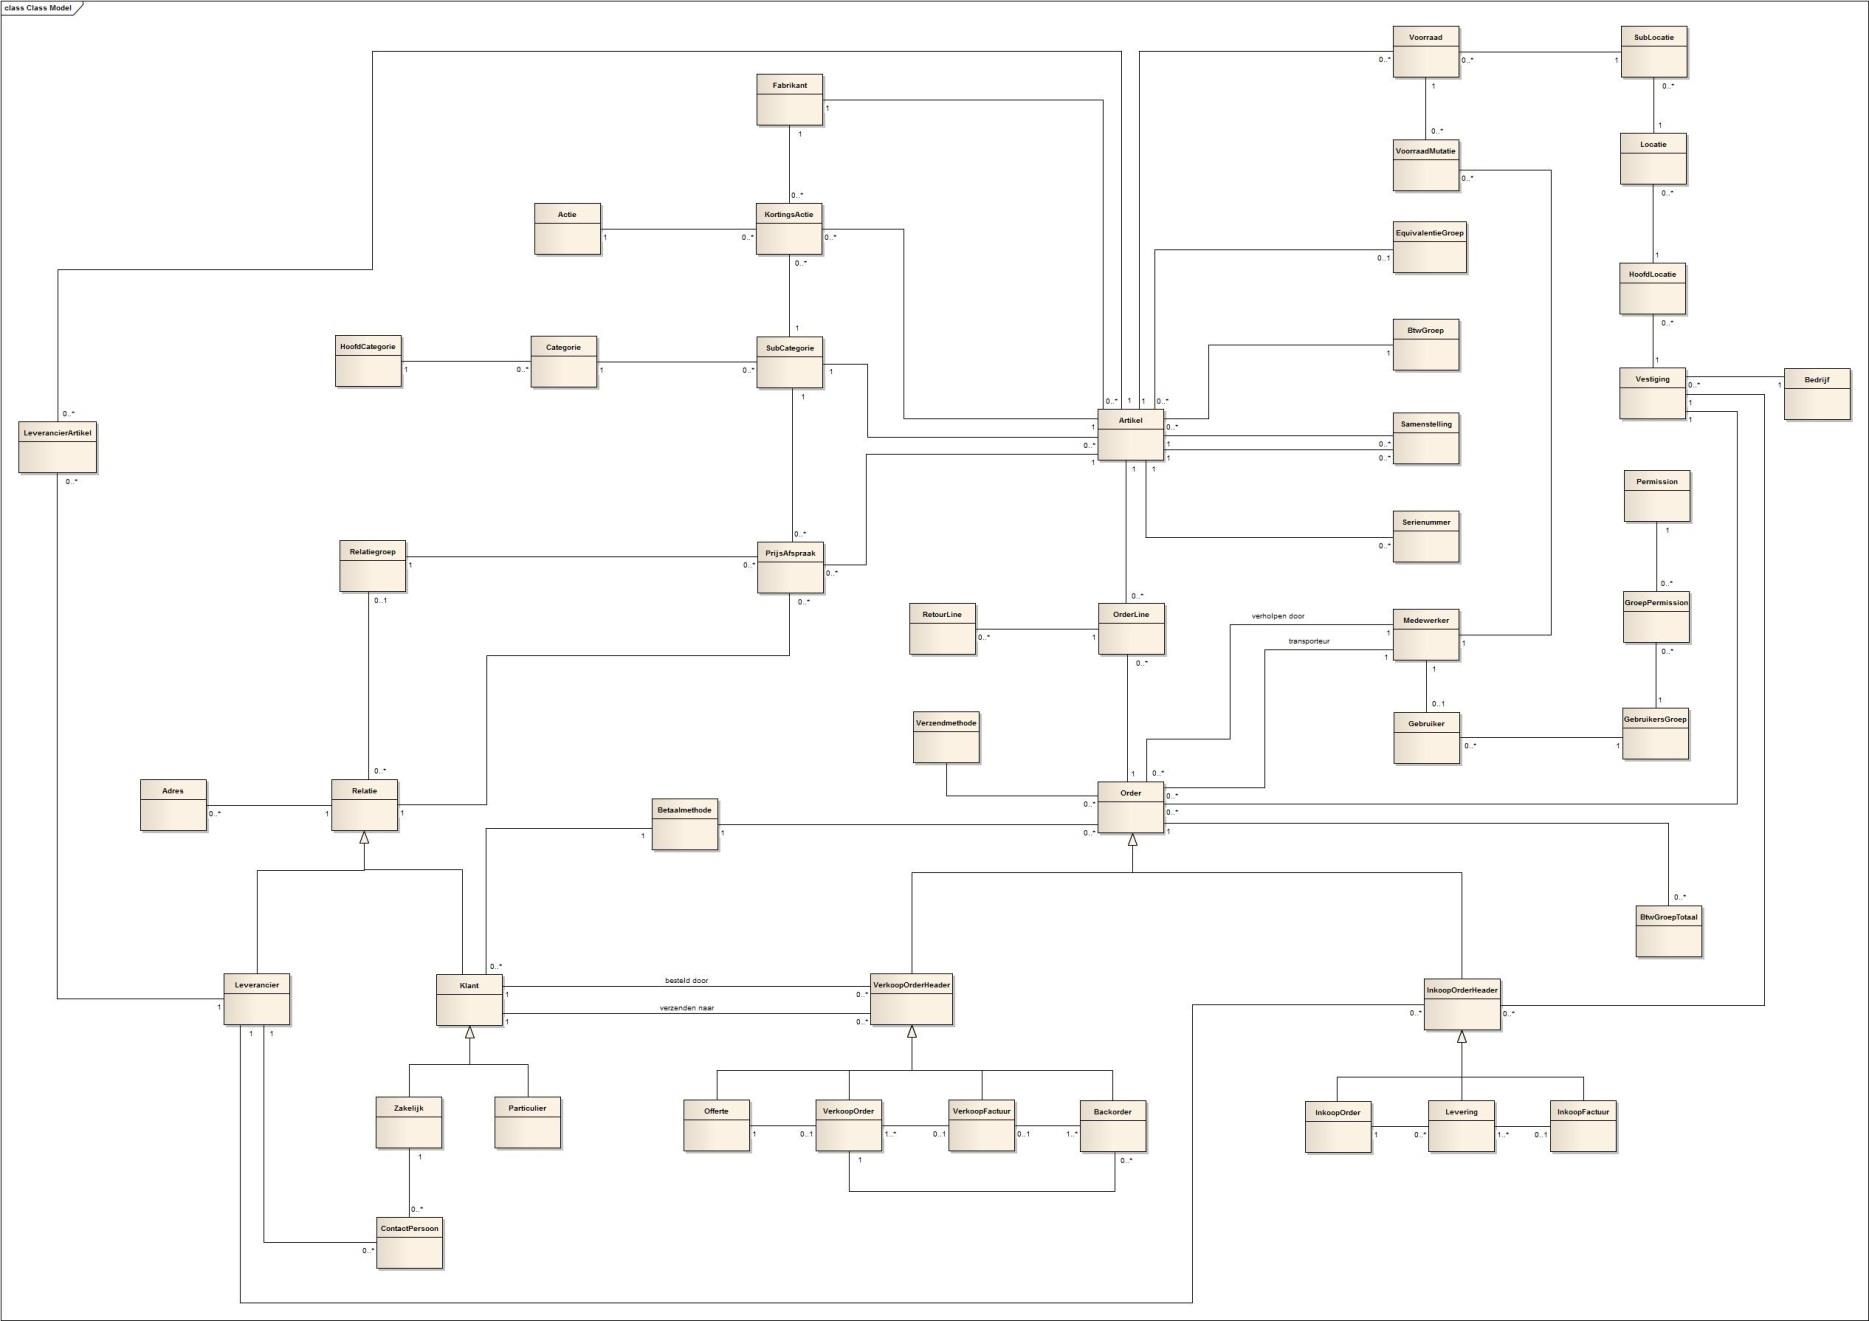 class Class Model
Voorraad
SubLocatie
0..*
0..*
1
Fabrikant
1
1
0..*
1
0..*
1
VoorraadMutatie
0..*
Locatie
0..*
0..*
Actie
KortingsActie
1
0..*
0..*
0..*
EquivalentieGroep
0..1
1
HoofdLocatie
0..*
1
BtwGroep
1
HoofdCategorie
Categorie
SubCategorie
1
0..*
1
0..*
1
1
1
Vestiging
0..*
1
1
1
Bedrijf
0..*
LeverancierArtikel
0..*
0..*
1
1
0..*
Artikel
1
0..*
0..*
1
1
1
1
1
Samenstelling
0..*
0..*
Permission
1
Serienummer
0..*
0..*
Relatiegroep
PrijsAfspraak
1
0..*
0..*
0..1
0..*
0..*
GroepPermission
0..*
0..*
RetourLine
OrderLine
0..*
1
0..*
verholpen door
transporteur
Medewerker
1
1
1
1
0..1
Verzendmethode
Gebruiker
0..*
1
GebruikersGroep
1
0..*
Adres
Relatie
0..*
1
1
1
0..*
Order
0..*
0..*
0..*
0..*
1
Betaalmethode
1
1
0..*
BtwGroepTotaal
0..*
Leverancier
1
1
1
Klant
1
1
besteld door
verzenden naar
VerkoopOrderHeader
0..*
0..*
InkoopOrderHeader
0..*
0..*
Zakelijk
Particulier
1
Offerte
VerkoopOrder
VerkoopFactuur
Backorder
1
0..1
1..*
0..1
0..1
1..*
1
0..*
InkoopOrder
Levering
InkoopFactuur
1
0..*
1..*
0..1
0..*
ContactPersoon
0..*